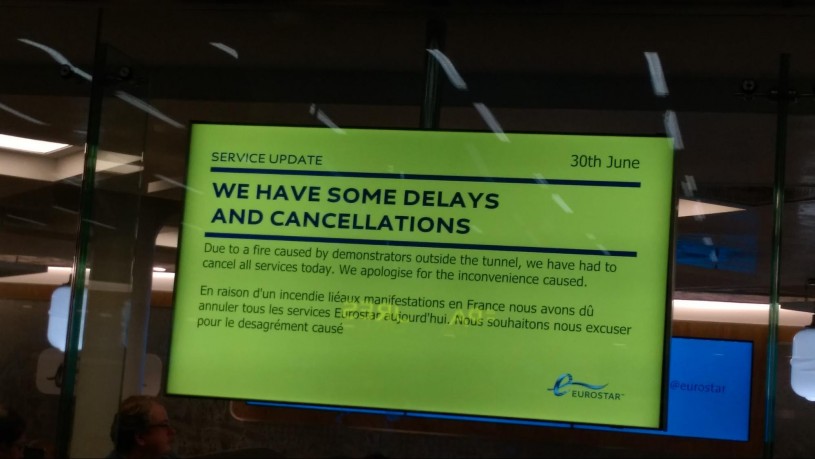 SERVICE UPDATE
30th June
WE HAVE SOME DELAYS
AND CANCELLATIONS
Due to a fire caused by demonstrators outside the tunnel, we have had to
cancel all services today. We apologise for the inconvenience caused.
En raison d'un incendie liéaux manifestations en France nous avons dû
annuler tous les services Eurostar aujourd'hui. Nous souhaitons nous excuser
pour le desagrément causé
EUROSTAR™
@eurostar